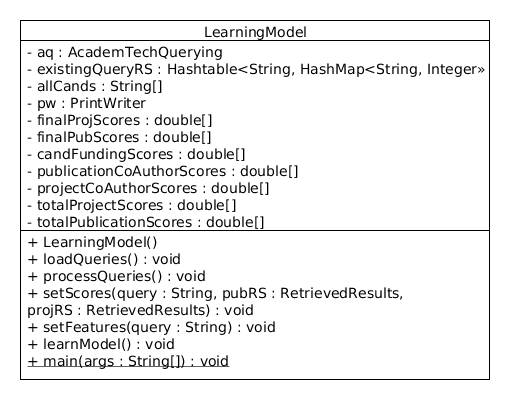 LearningModel
- aq : AcademTechQuerying
- existingQueryRS : Hashtable<String, HashMap<String, Integer>>
- allCands : String[]
- pw : PrintWriter
- finalProjScores : double[]
- finalPubScores : double[]
- candFundingScores : double[]
- publicationCoAuthorScores : double[]
- projectCoAuthorScores : double[]
- totalProjectScores : double[]
- totalPublicationScores : double[]
+ LearningModel()
+ loadQueries() : void
+ processQueries() : void
+ setScores(query : String, pubRS : RetrievedResults,
projRS : RetrievedResults) : void
+ setFeatures(query : String) : void
+ learnModel() : void
+ main(args : String[]) : void